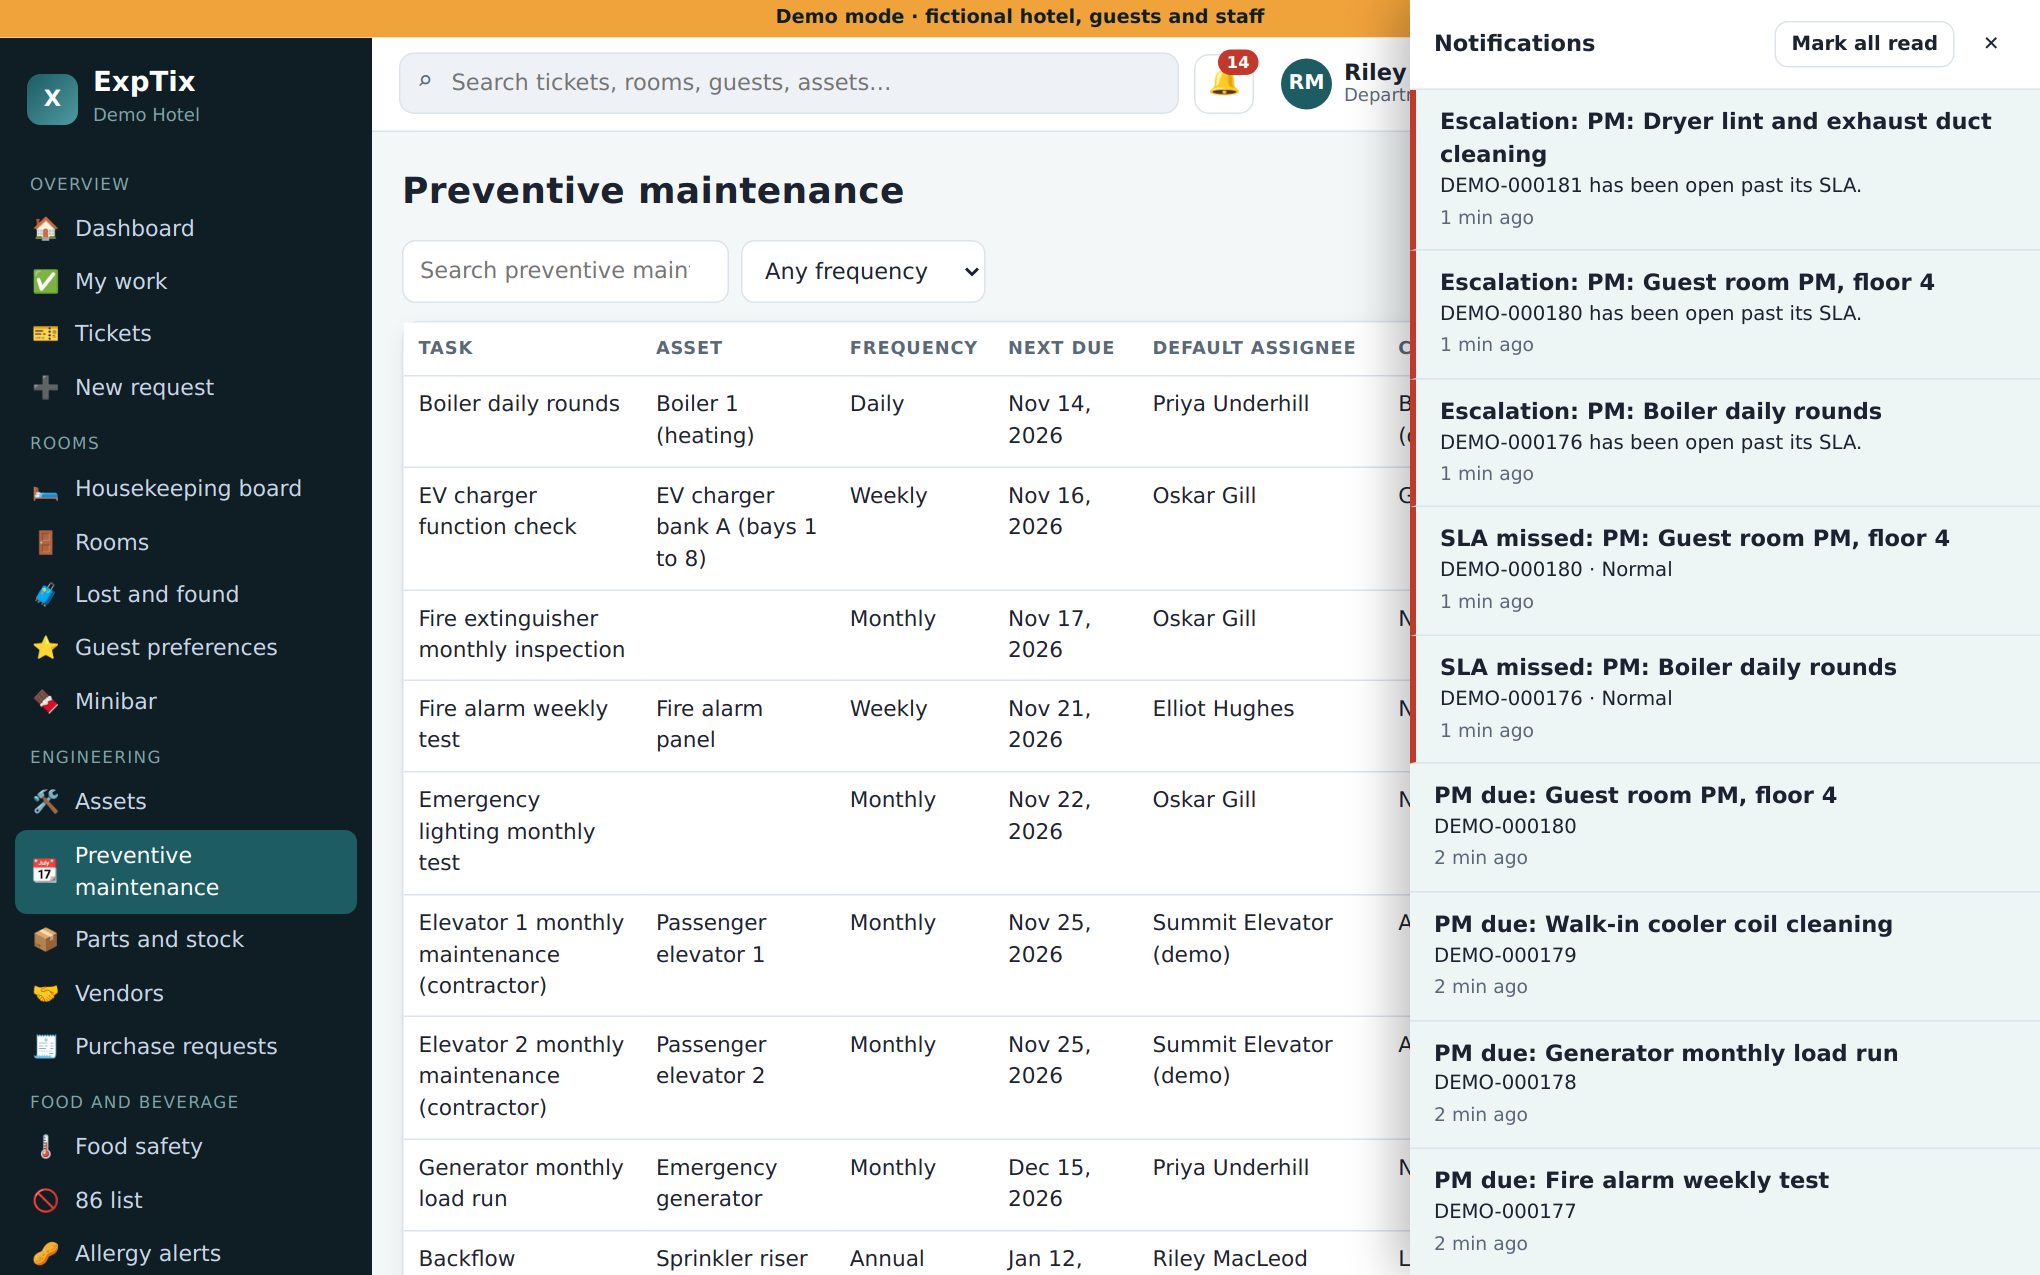 Demo mode · fictional hotel, guests and staff
X
ExpTix
Demo Hotel
OVERVIEW
Dashboard
My work
Tickets
New request
ROOMS
Housekeeping board
Rooms
Lost and found
Guest preferences
Minibar
ENGINEERING
Assets
Preventive
maintenance
Parts and stock
Vendors
Purchase requests
FOOD AND BEVERAGE
Food safety
86 list
Allergy alerts
Search tickets, rooms, guests, assets...
14
RM
Riley
Preventive maintenance
Search preventive main
Any frequency
TASK ASSET FREQUENCY NEXT DUE DEFAULT ASSIGNEE
Boiler daily rounds Boiler 1 Daily Nov 14, Priya Underhill
(heating) 2026
EV charger EV charger Weekly Nov 16, Oskar Gill
function check bank A (bays 1 2026
to 8)
Fire extinguisher Monthly Nov 17, Oskar Gill
monthly inspection 2026
Fire alarm weekly Fire alarm Weekly Nov 21, Elliot Hughes
test panel 2026
Emergency Monthly Nov 22, Oskar Gill
lighting monthly 2026
test
Elevator 1 monthly Passenger Monthly Nov 25, Summit Elevator
maintenance elevator 1 2026 (demo)
(contractor)
Elevator 2 monthly Passenger Monthly Nov 25, Summit Elevator
maintenance elevator 2 2026 (demo)
(contractor)
Generator monthly Emergency Monthly Dec 15, Priya Underhill
load run generator 2026
Backflow Sprinkler riser Annual Jan 12, Riley MacLeod
Notifications
Mark all read
×
Escalation: PM: Dryer lint and exhaust duct
cleaning
DEMO-000181 has been open past its SLA.
1 min ago
Escalation: PM: Guest room PM, floor 4
DEMO-000180 has been open past its SLA.
1 min ago
Escalation: PM: Boiler daily rounds
DEMO-000176 has been open past its SLA.
1 min ago
SLA missed: PM: Guest room PM, floor 4
DEMO-000180 · Normal
1 min ago
SLA missed: PM: Boiler daily rounds
DEMO-000176 · Normal
1 min ago
PM due: Guest room PM, floor 4
DEMO-000180
2 min ago
PM due: Walk-in cooler coil cleaning
DEMO-000179
2 min ago
PM due: Generator monthly load run
DEMO-000178
2 min ago
PM due: Fire alarm weekly test
DEMO-000177
2 min ago